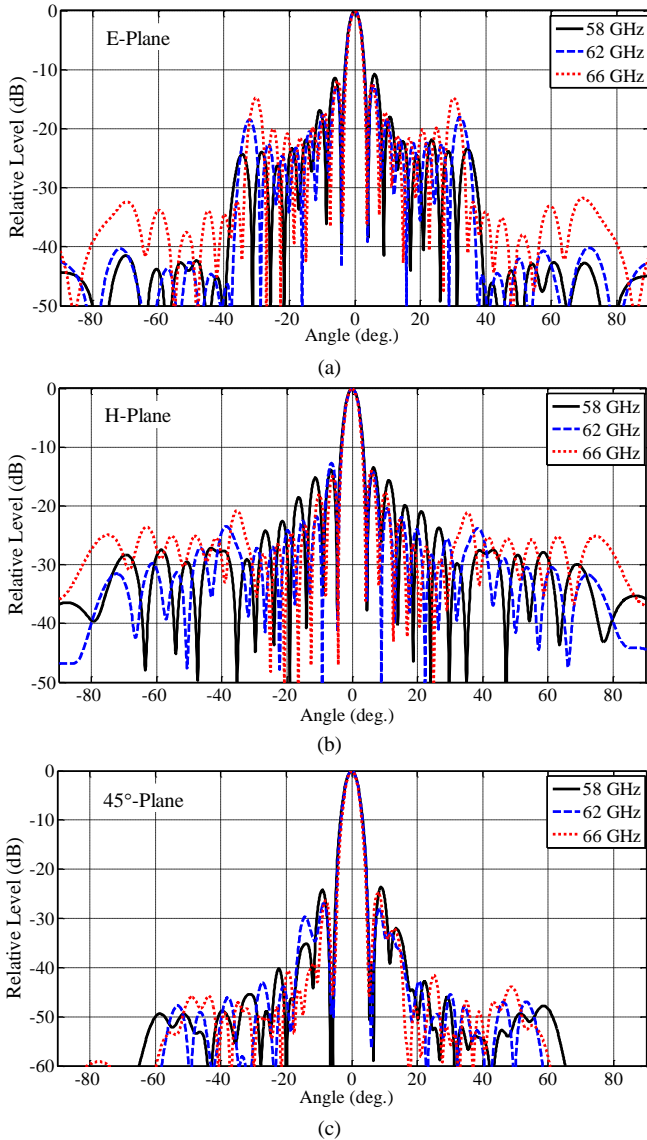 E-Plane
58 GHz
62 GHz
66 GHz
Relative Level (dB)
0
-10
-20
-30
-40
-50
-80 -60 -40 -20 0 20 40 60 80
Angle (deg.)
(a)
H-Plane
58 GHz
62 GHz
66 GHz
Relative Level (dB)
0
-10
-20
-30
-40
-50
-80 -60 -40 -20 0 20 40 60 80
Angle (deg.)
(b)
45°-Plane
58 GHz
62 GHz
66 GHz
Relative Level (dB)
0
-10
-20
-30
-40
-50
-60
-80 -60 -40 -20 0 20 40 60 80
Angle (deg.)
(c)